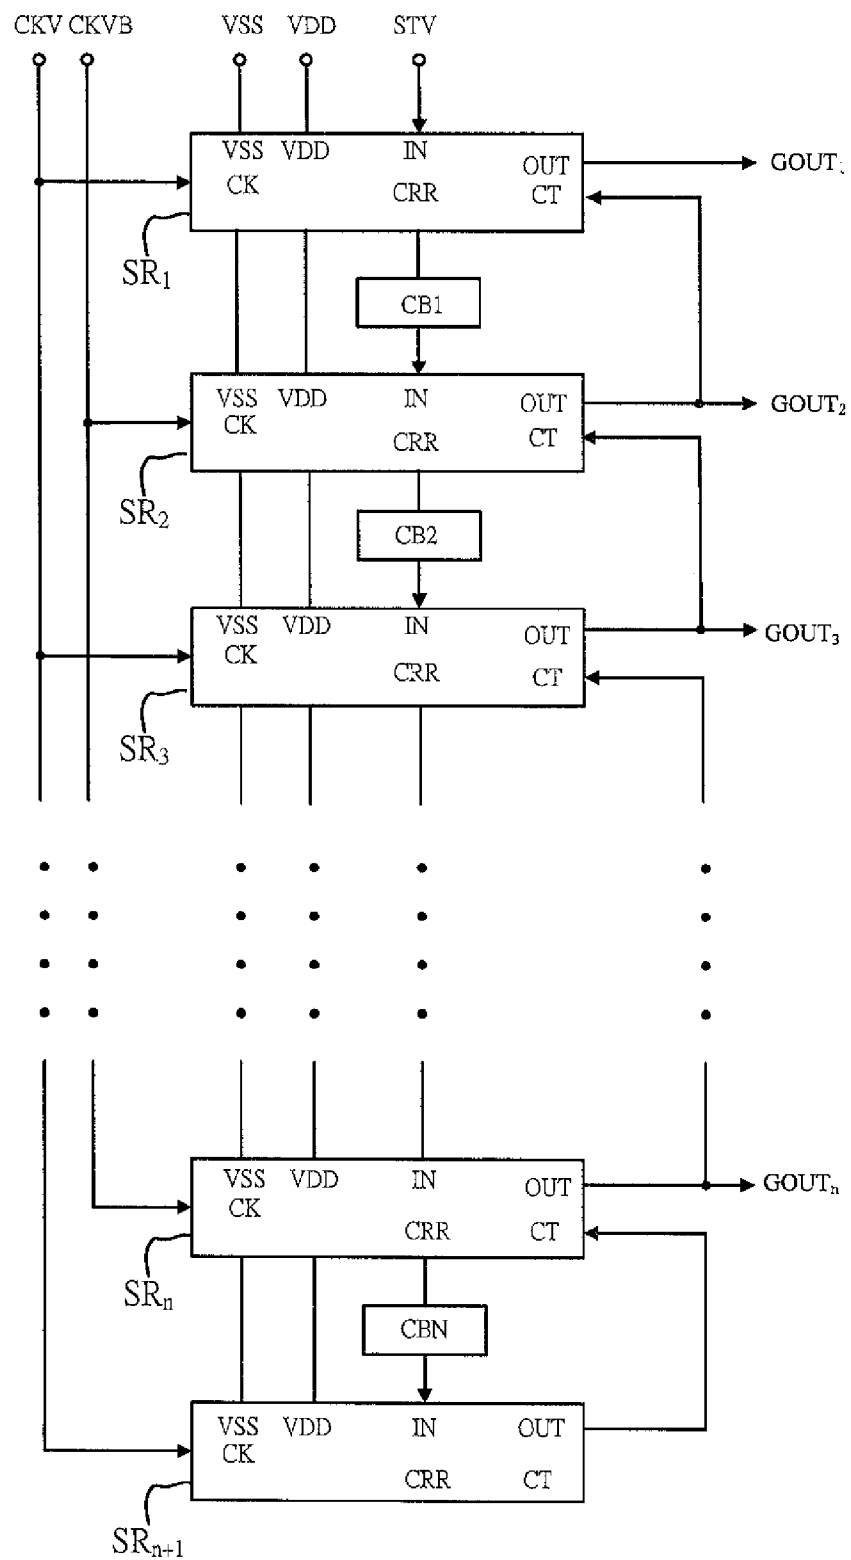 CKV CKVB VSS VDD STV
VSS VDD IN OUT GOUT₁
CK CRR CT
SR₁
CB1
VSS VDD IN OUT GOUT₂
CK CRR CT
SR₂
CB2
VSS VDD IN OUT GOUT₃
CK CRR CT
SR₃
VSS VDD IN OUT GOUTₙ
CK CRR CT
SRₙ
CBN
VSS VDD IN OUT
CK CRR CT
SRₙ₊₁